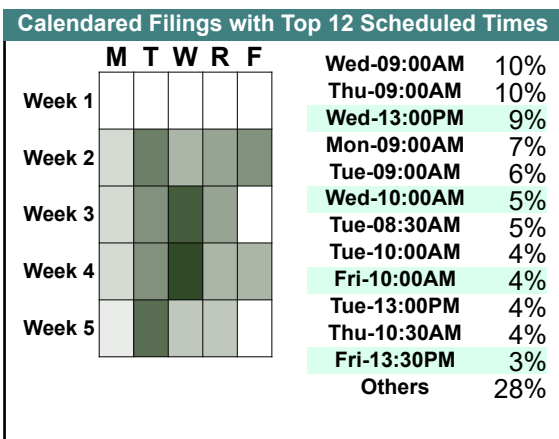 Calendared Filings with Top 12 Scheduled Times
M T W R F
Week 1
Week 2
Week 3
Week 4
Week 5
Wed-09:00AM 10%
Thu-09:00AM 10%
Wed-13:00PM 9%
Mon-09:00AM 7%
Tue-09:00AM 6%
Wed-10:00AM 5%
Tue-08:30AM 5%
Tue-10:00AM 4%
Fri-10:00AM 4%
Tue-13:00PM 4%
Thu-10:30AM 4%
Fri-13:30PM 3%
Others 28%